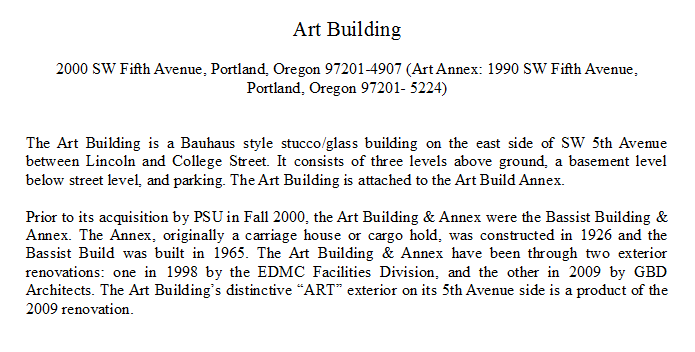 Art Building
2000 SW Fifth Avenue, Portland, Oregon 97201-4907 (Art Annex: 1990 SW Fifth Avenue,
Portland, Oregon 97201- 5224)
The Art Building is a Bauhaus style stucco/glass building on the east side of SW 5th Avenue
between Lincoln and College Street. It consists of three levels above ground, a basement level
below street level, and parking. The Art Building is attached to the Art Build Annex.
Prior to its acquisition by PSU in Fall 2000, the Art Building & Annex were the Bassist Building &
Annex. The Annex, originally a carriage house or cargo hold, was constructed in 1926 and the
Bassist Build was built in 1965. The Art Building & Annex have been through two exterior
renovations: one in 1998 by the EDMC Facilities Division, and the other in 2009 by GBD
Architects. The Art Building’s distinctive “ART” exterior on its 5th Avenue side is a product of the
2009 renovation.